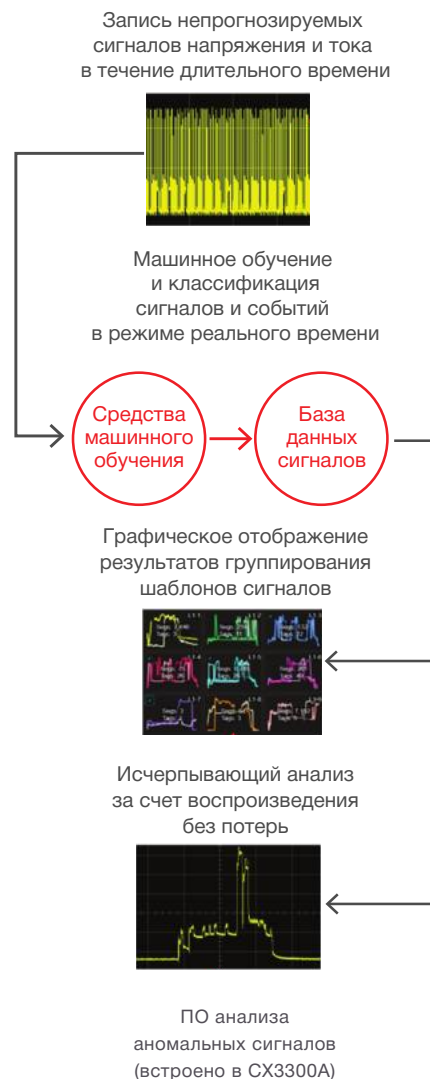 Запись непрогнозируемых
сигналов напряжения и тока
в течение длительного времени
Машинное обучение
и классификация
сигналов и событий
в режиме реального времени
Средства
машинного
обучения
База
данных
сигналов
Графическое отображение
результатов группирования
шаблонов сигналов
Исчерпывающий анализ
за счет воспроизведения
без потерь
ПО анализа
аномальных сигналов
(встроено в CX3300A)